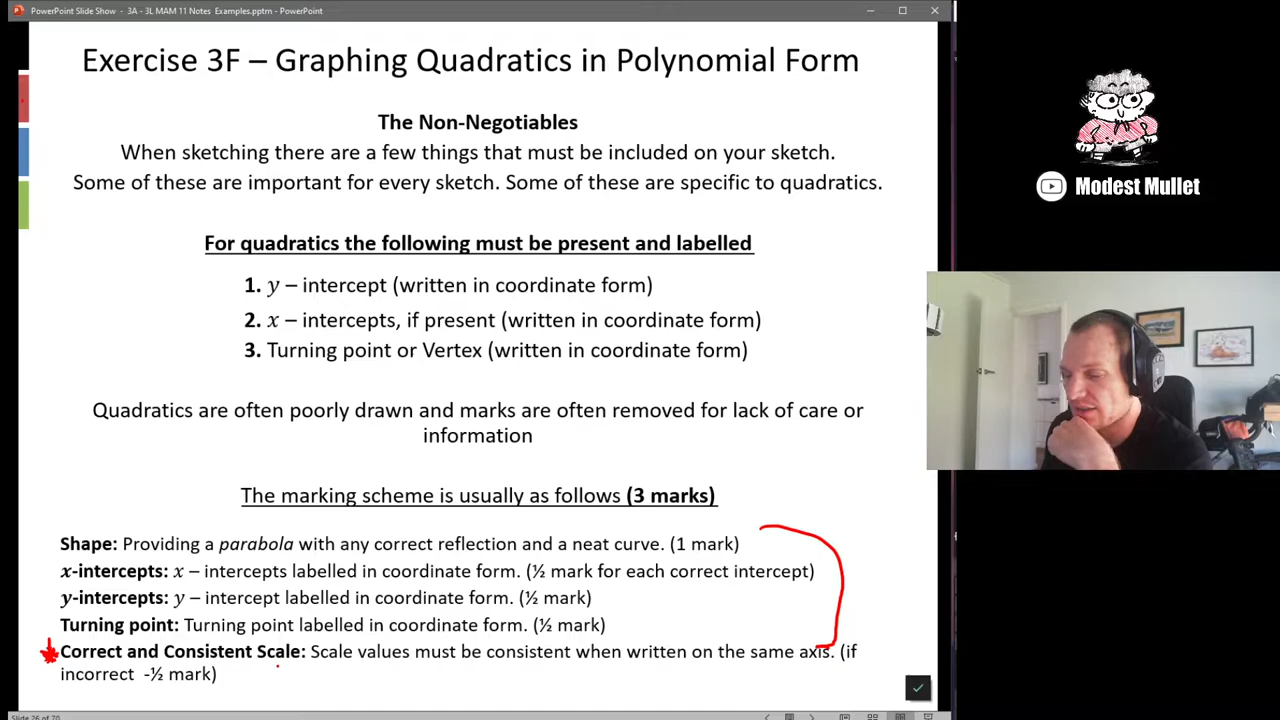 PowerPoint Slide Show - 3A - 3L MAM 11 Notes Examples.pptm - PowerPoint
Exercise 3F – Graphing Quadratics in Polynomial Form
The Non-Negotiables
When sketching there are a few things that must be included on your sketch.
Some of these are important for every sketch. Some of these are specific to quadratics.
Modest Mullet
For quadratics the following must be present and labelled
1. y – intercept (written in coordinate form)
2. x – intercepts, if present (written in coordinate form)
3. Turning point or Vertex (written in coordinate form)
Quadratics are often poorly drawn and marks are often removed for lack of care or
information
The marking scheme is usually as follows (3 marks)
Shape: Providing a parabola with any correct reflection and a neat curve. (1 mark)
x-intercepts: x – intercepts labelled in coordinate form. (½ mark for each correct intercept)
y-intercepts: y – intercept labelled in coordinate form. (½ mark)
Turning point: Turning point labelled in coordinate form. (½ mark)
Correct and Consistent Scale: Scale values must be consistent when written on the same axis. (if
incorrect -½ mark)
Slide 26 of 70